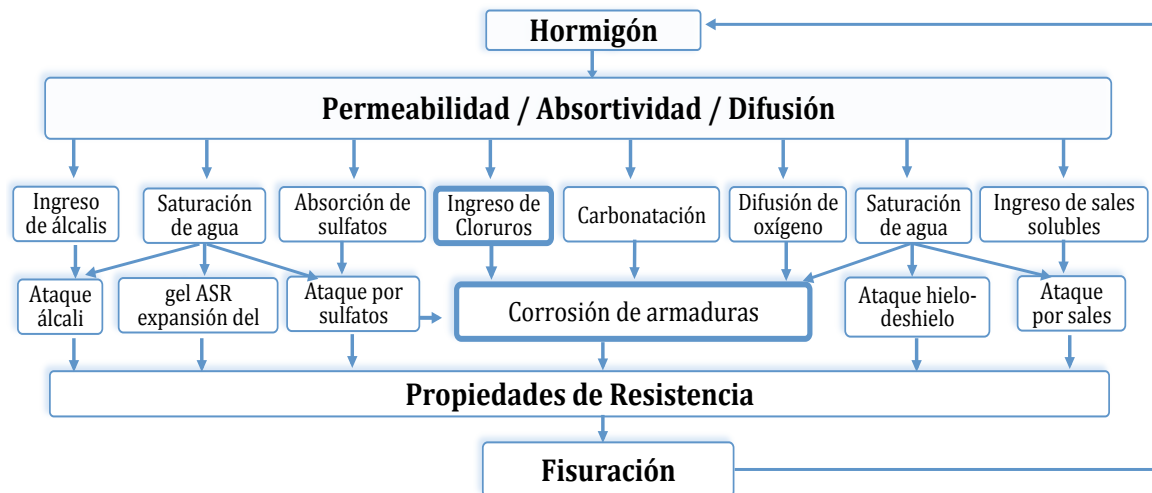 Hormigón
Permeabilidad / Absortividad / Difusión
Ingreso
de álcalis
Saturación
de agua
Absorción de
sulfatos
Ingreso de
Cloruros
Carbonatación
Difusión de
oxígeno
Saturación
de agua
Ingreso de sales
solubles
Ataque
álcali
gel ASR
expansión del
Ataque por
sulfatos
Corrosión de armaduras
Ataque hielo-
deshielo
Ataque
por sales
Propiedades de Resistencia
Fisuración